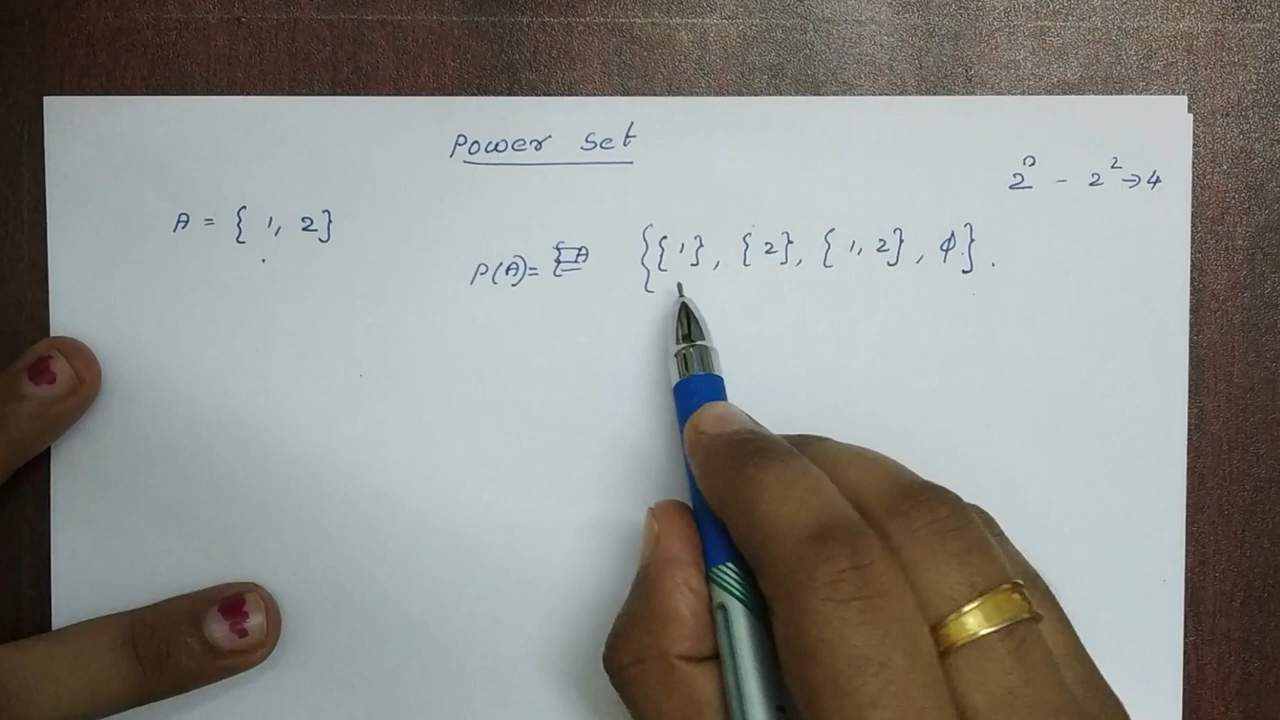 Power Set
2ⁿ - 2² → 4
A = { 1, 2}
P(A)= {{1}, {2}, {1, 2}, ϕ}.